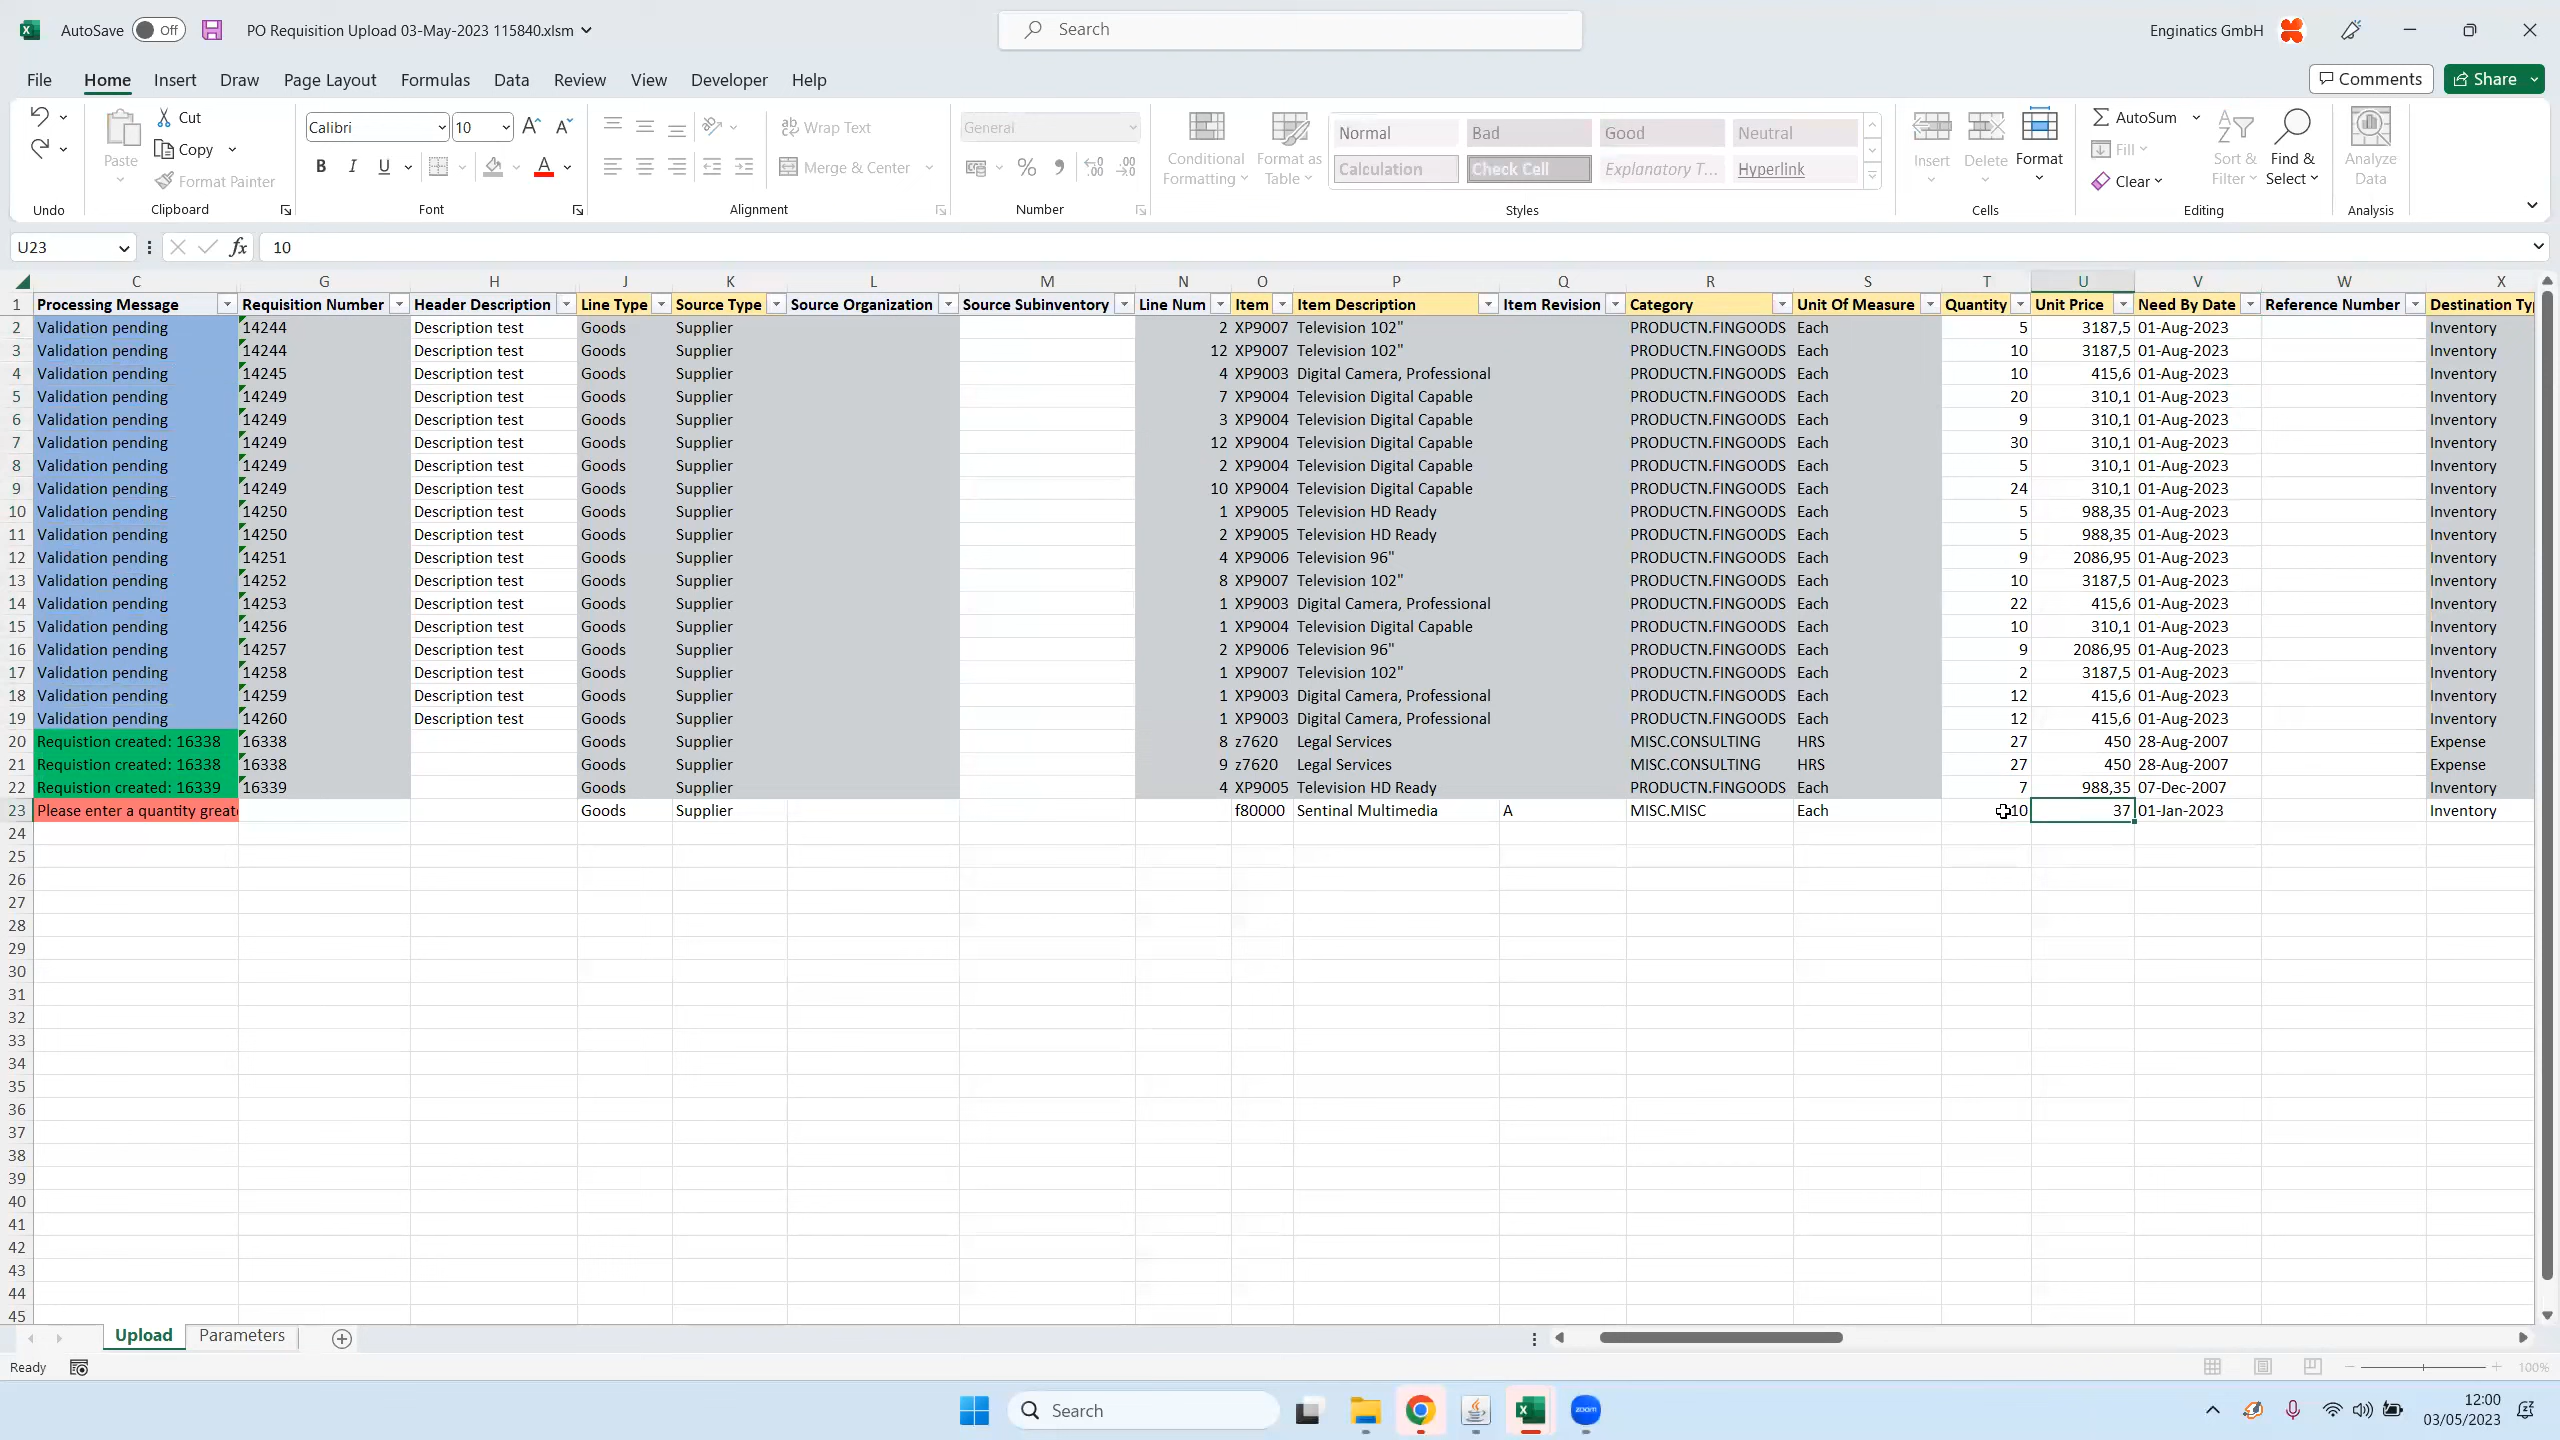 AutoSave Off PO Requisition Upload 03-May-2023 115840.xlsm Search Enginatics GmbH
File Home Insert Draw Page Layout Formulas Data Review View Developer Help Comments Share
Cut Calibri 10 Wrap Text General Normal Bad Good Neutral AutoSum
Paste Copy Merge & Center Conditional Formatting Format as Table Calculation Check Cell Explanatory T... Hyperlink Insert Delete Format Fill Sort & Filter Find & Select Analyze Data
Format Painter Clear
Undo Clipboard Font Alignment Number Styles Cells Editing Analysis
U23 fx 10
C G H J K L M N O P Q R S T U V W X
1 Processing Message Requisition Number Header Description Line Type Source Type Source Organization Source Subinventory Line Num Item Item Description Item Revision Category Unit Of Measure Quantity Unit Price Need By Date Reference Number Destination Typ
2 Validation pending 14244 Description test Goods Supplier 2 XP9007 Television 102" PRODUCTN.FINGOODS Each 5 3187,5 01-Aug-2023 Inventory
3 Validation pending 14244 Description test Goods Supplier 12 XP9007 Television 102" PRODUCTN.FINGOODS Each 10 3187,5 01-Aug-2023 Inventory
4 Validation pending 14245 Description test Goods Supplier 4 XP9003 Digital Camera, Professional PRODUCTN.FINGOODS Each 10 415,6 01-Aug-2023 Inventory
5 Validation pending 14249 Description test Goods Supplier 7 XP9004 Television Digital Capable PRODUCTN.FINGOODS Each 20 310,1 01-Aug-2023 Inventory
6 Validation pending 14249 Description test Goods Supplier 3 XP9004 Television Digital Capable PRODUCTN.FINGOODS Each 9 310,1 01-Aug-2023 Inventory
7 Validation pending 14249 Description test Goods Supplier 12 XP9004 Television Digital Capable PRODUCTN.FINGOODS Each 30 310,1 01-Aug-2023 Inventory
8 Validation pending 14249 Description test Goods Supplier 2 XP9004 Television Digital Capable PRODUCTN.FINGOODS Each 5 310,1 01-Aug-2023 Inventory
9 Validation pending 14249 Description test Goods Supplier 10 XP9004 Television Digital Capable PRODUCTN.FINGOODS Each 24 310,1 01-Aug-2023 Inventory
10 Validation pending 14250 Description test Goods Supplier 1 XP9005 Television HD Ready PRODUCTN.FINGOODS Each 5 988,35 01-Aug-2023 Inventory
11 Validation pending 14250 Description test Goods Supplier 2 XP9005 Television HD Ready PRODUCTN.FINGOODS Each 5 988,35 01-Aug-2023 Inventory
12 Validation pending 14251 Description test Goods Supplier 4 XP9006 Television 96" PRODUCTN.FINGOODS Each 9 2086,95 01-Aug-2023 Inventory
13 Validation pending 14252 Description test Goods Supplier 8 XP9007 Television 102" PRODUCTN.FINGOODS Each 10 3187,5 01-Aug-2023 Inventory
14 Validation pending 14253 Description test Goods Supplier 1 XP9003 Digital Camera, Professional PRODUCTN.FINGOODS Each 22 415,6 01-Aug-2023 Inventory
15 Validation pending 14256 Description test Goods Supplier 1 XP9004 Television Digital Capable PRODUCTN.FINGOODS Each 10 310,1 01-Aug-2023 Inventory
16 Validation pending 14257 Description test Goods Supplier 2 XP9006 Television 96" PRODUCTN.FINGOODS Each 9 2086,95 01-Aug-2023 Inventory
17 Validation pending 14258 Description test Goods Supplier 1 XP9007 Television 102" PRODUCTN.FINGOODS Each 2 3187,5 01-Aug-2023 Inventory
18 Validation pending 14259 Description test Goods Supplier 1 XP9003 Digital Camera, Professional PRODUCTN.FINGOODS Each 12 415,6 01-Aug-2023 Inventory
19 Validation pending 14260 Description test Goods Supplier 1 XP9003 Digital Camera, Professional PRODUCTN.FINGOODS Each 12 415,6 01-Aug-2023 Inventory
20 Requistion created: 16338 16338 Goods Supplier 8 z7620 Legal Services MISC.CONSULTING HRS 27 450 28-Aug-2007 Expense
21 Requistion created: 16338 16338 Goods Supplier 9 z7620 Legal Services MISC.CONSULTING HRS 27 450 28-Aug-2007 Expense
22 Requistion created: 16339 16339 Goods Supplier 4 XP9005 Television HD Ready PRODUCTN.FINGOODS Each 7 988,35 07-Dec-2007 Inventory
23 Please enter a quantity greate Goods Supplier f80000 Sentinal Multimedia A MISC.MISC Each 10 37 01-Jan-2023 Inventory
24
25
26
27
28
29
30
31
32
33
34
35
36
37
38
39
40
41
42
43
44
45
Upload Parameters
Ready 100%
Search zoom 12:00
03/05/2023